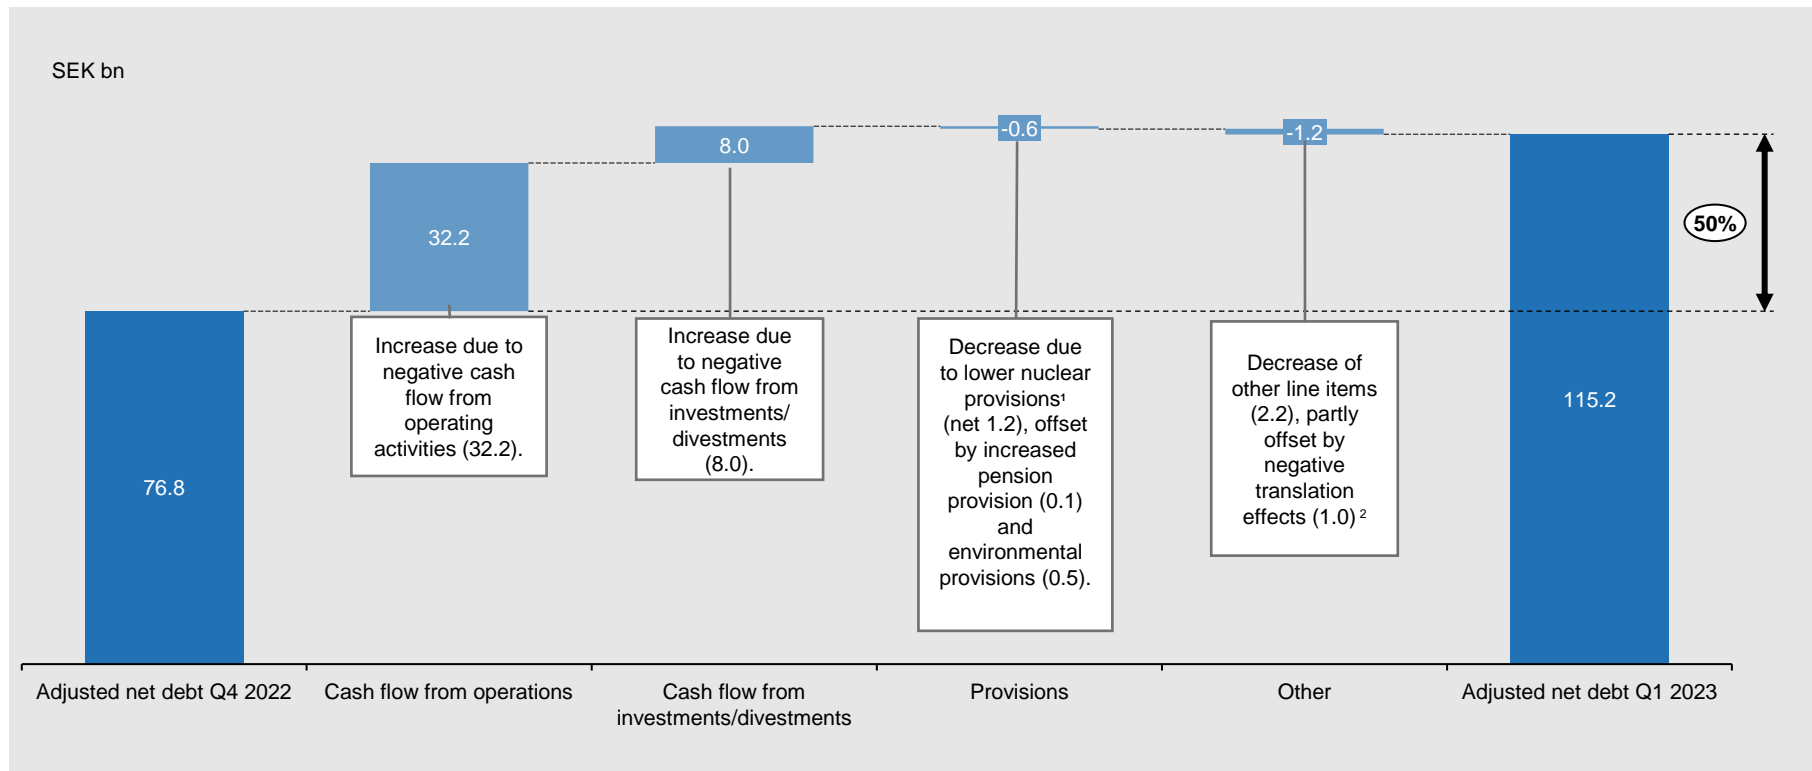 SEK bn
76.8
32.2
8.0
-0.6
-1.2
115.2
50%
Increase due to
negative cash
flow from
operating
activities (32.2).
Increase due
to negative
cash flow from
investments/
divestments
(8.0).
Decrease due
to lower nuclear
provisions¹
(net 1.2), offset
by increased
pension
provision (0.1)
and
environmental
provisions (0.5).
Decrease of
other line items
(2.2), partly
offset by
negative
translation
effects (1.0) ²
Adjusted net debt Q4 2022
Cash flow from operations
Cash flow from
investments/divestments
Provisions
Other
Adjusted net debt Q1 2023